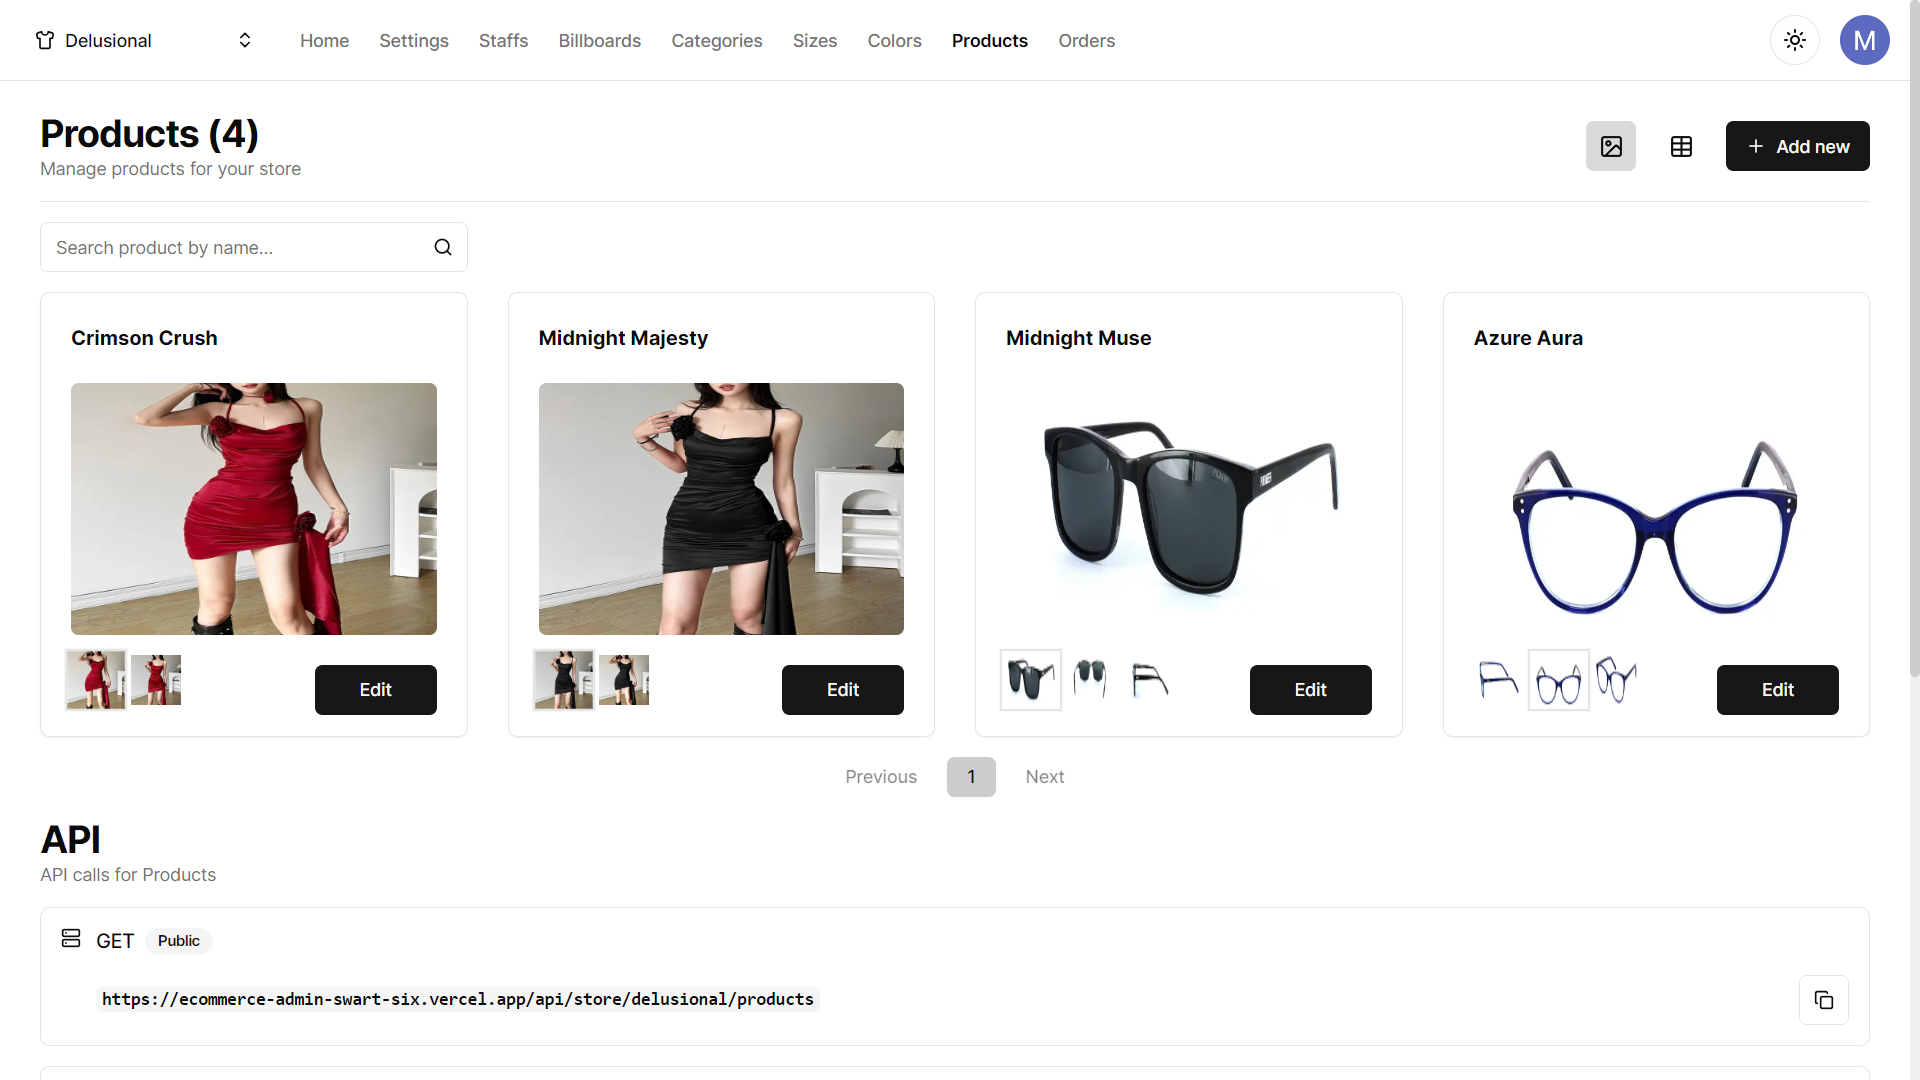 Delusional
Home Settings Staffs Billboards Categories Sizes Colors Products Orders
M
Products (4)
Manage products for your store
Add new
Search product by name...
Crimson Crush
Midnight Majesty
Midnight Muse
Azure Aura
Edit
Edit
Edit
Edit
Previous 1 Next
API
API calls for Products
GET Public
https://ecommerce-admin-swart-six.vercel.app/api/store/delusional/products